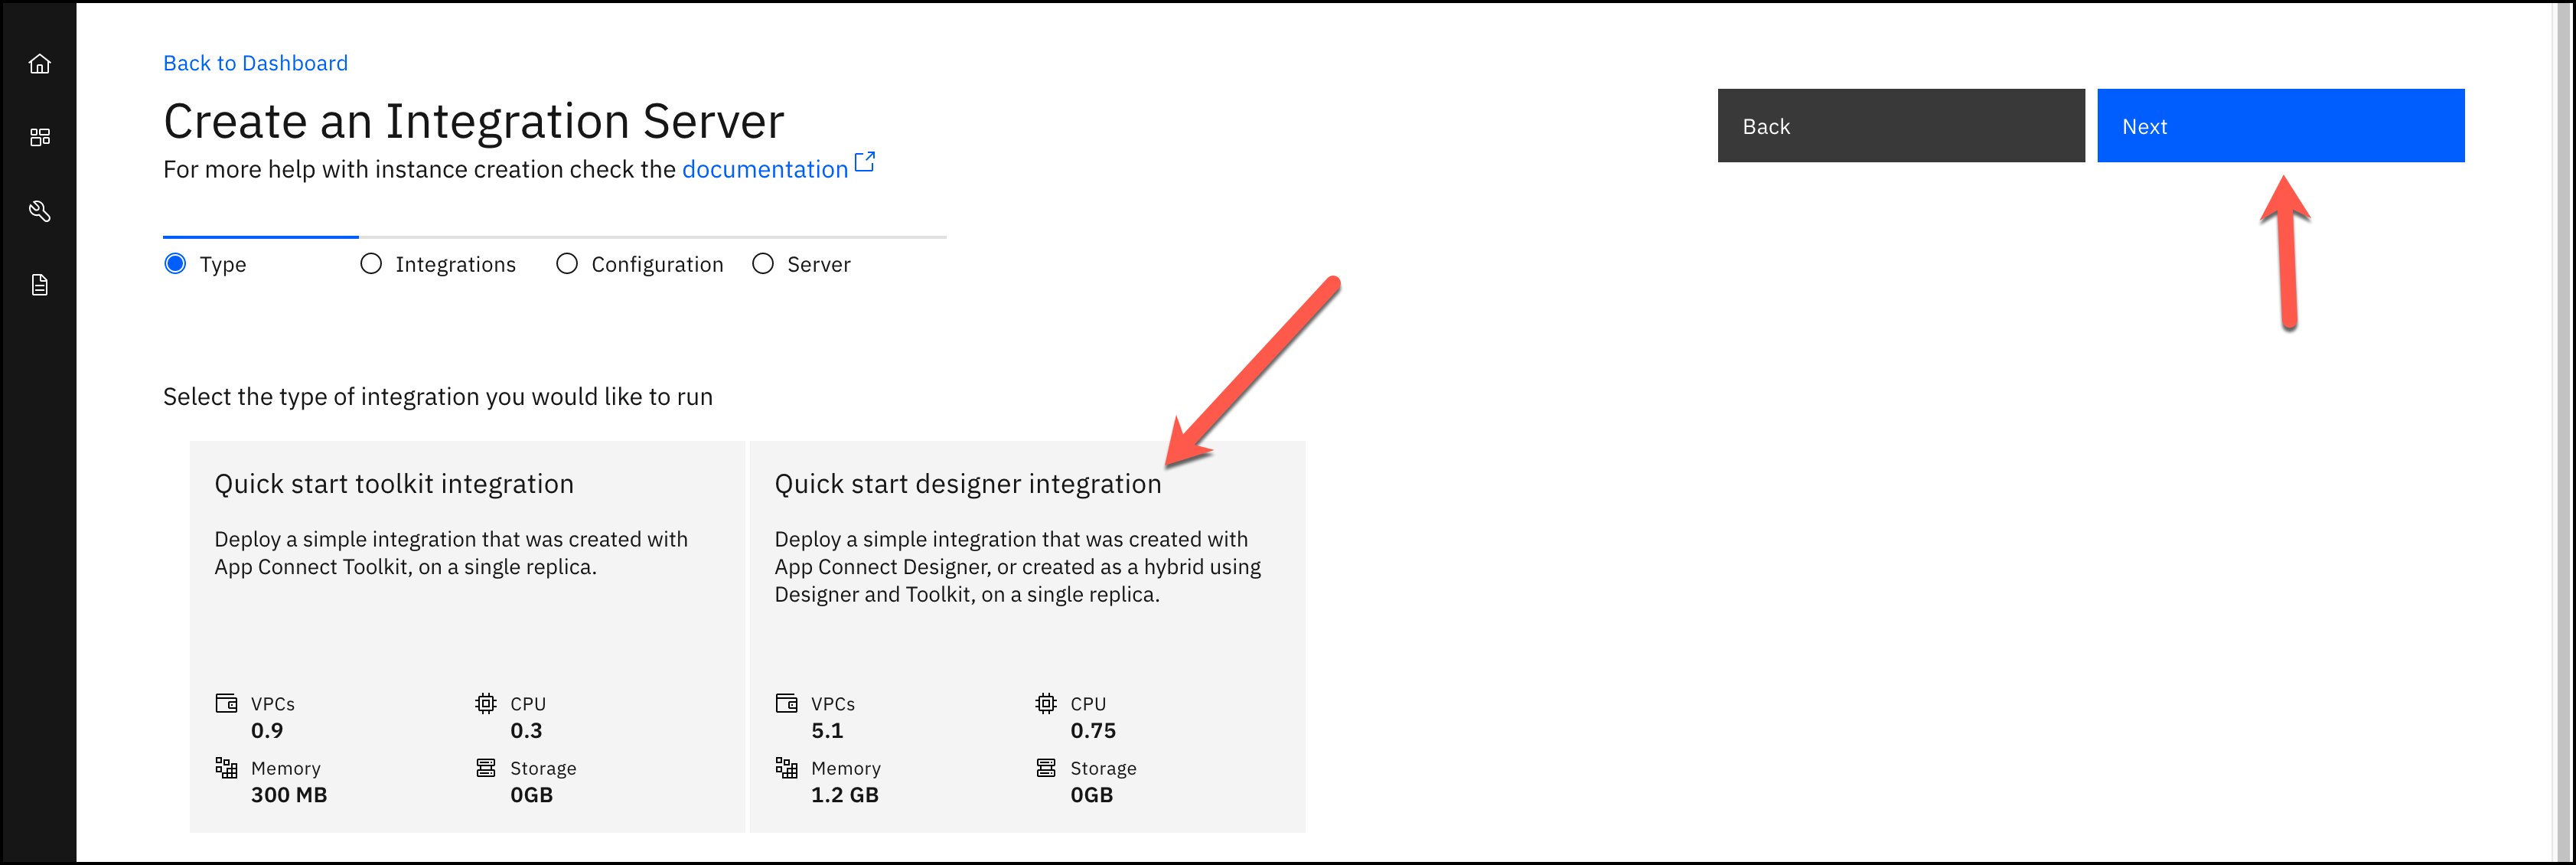 Back to Dashboard
Create an Integration Server
For more help with instance creation check the documentation
Back
Next
Type
Integrations
Configuration
Server
Select the type of integration you would like to run
Quick start toolkit integration
Deploy a simple integration that was created with
App Connect Toolkit, on a single replica.
VPCs
0.9
CPU
0.3
Memory
300 MB
Storage
0GB
Quick start designer integration
Deploy a simple integration that was created with
App Connect Designer, or created as a hybrid using
Designer and Toolkit, on a single replica.
VPCs
5.1
CPU
0.75
Memory
1.2 GB
Storage
0GB